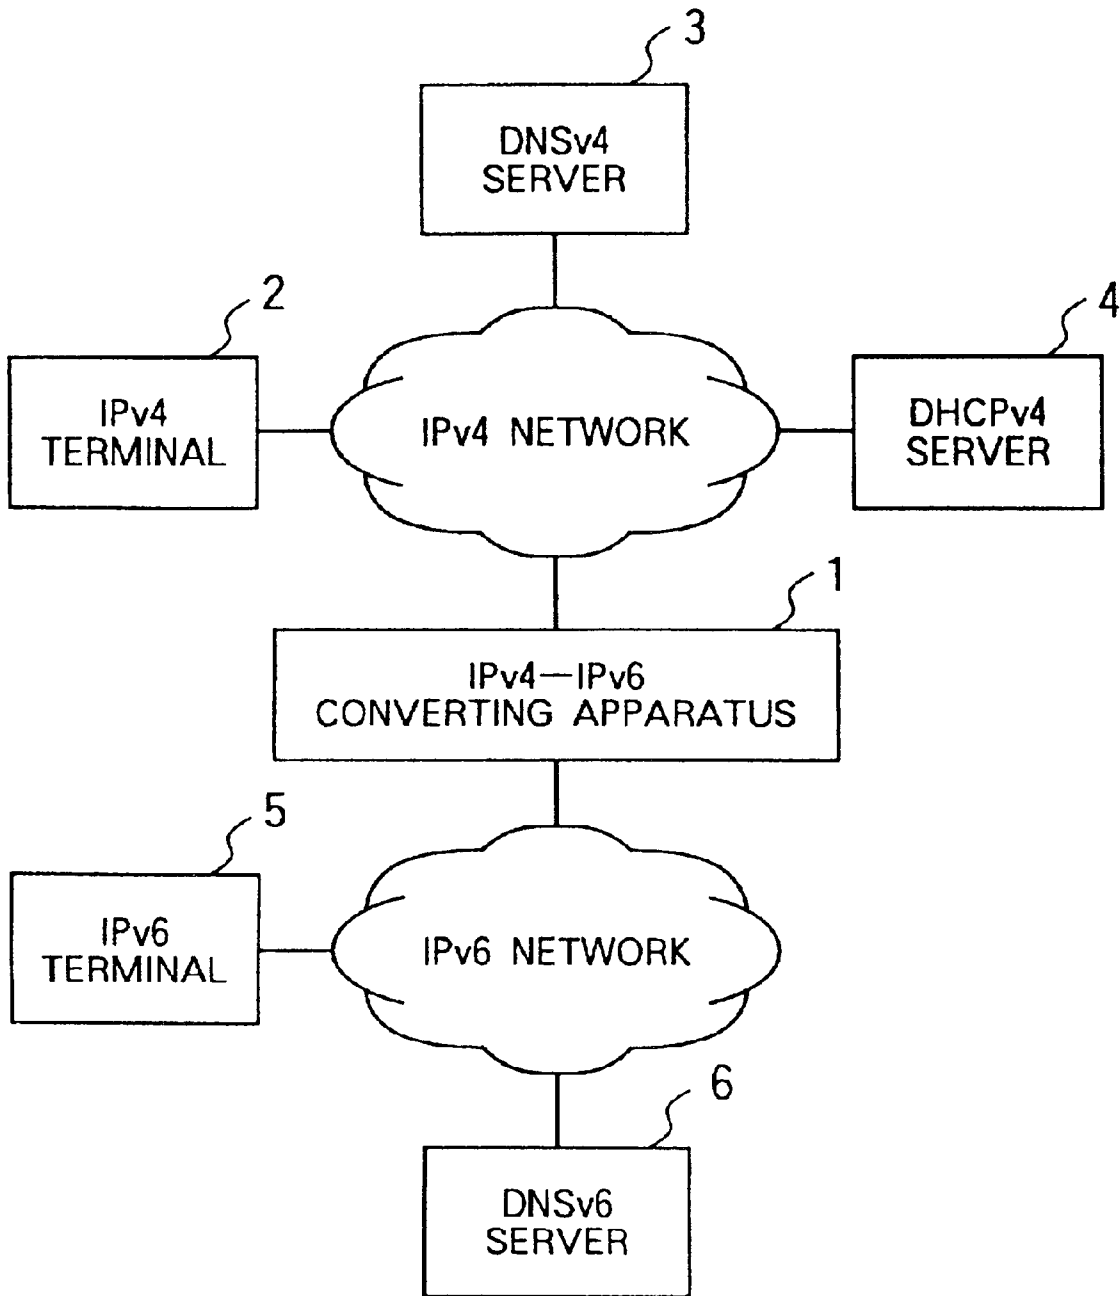 3
DNSv4
SERVER
2
4
IPv4
TERMINAL
IPv4 NETWORK
DHCPv4
SERVER
1
IPv4—IPv6
CONVERTING APPARATUS
5
IPv6
TERMINAL
IPv6 NETWORK
6
DNSv6
SERVER